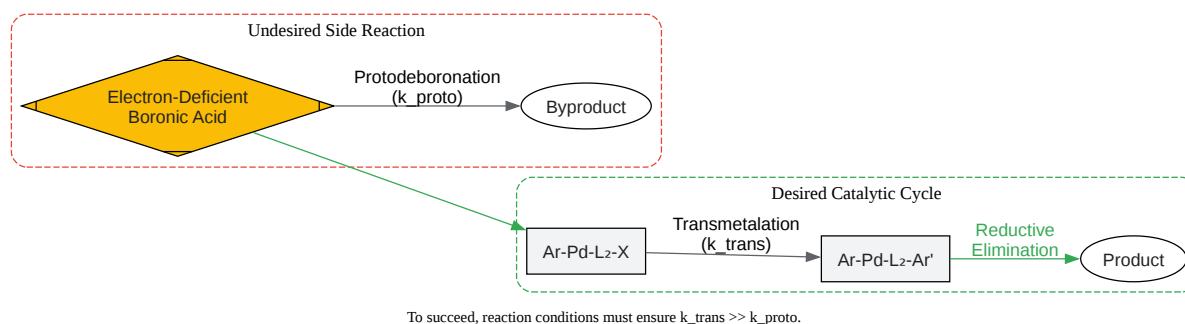 Undesired Side Reaction
Electron-Deficient
Boronic Acid
Protodeboronation
(k_proto)
Byproduct
Desired Catalytic Cycle
Ar-Pd-L₂-X
Transmetalation
(k_trans)
Ar-Pd-L₂-Ar'
Reductive
Elimination
Product
To succeed, reaction conditions must ensure k_trans >> k_proto.